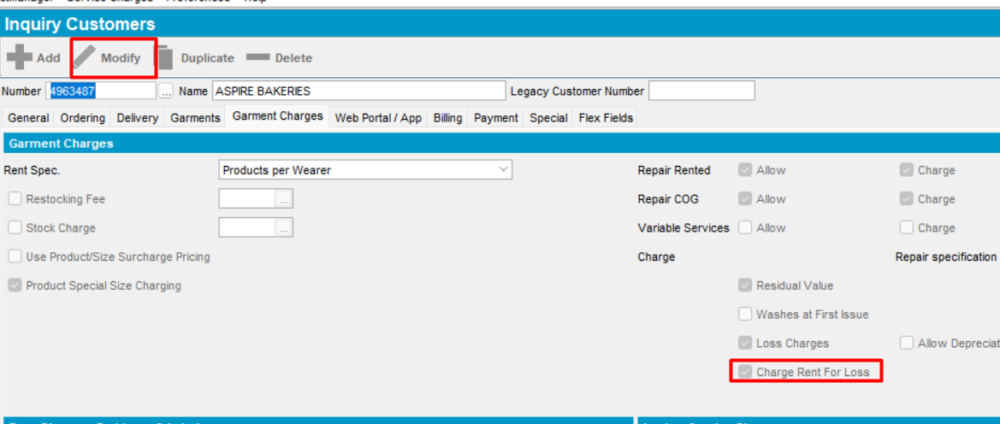 Service Charges Preferences Help
Inquiry Customers
Add Modify Duplicate Delete
Number 4963487 ... Name ASPIRE BAKERIES Legacy Customer Number
General Ordering Delivery Garments Garment Charges Web Portal / App Billing Payment Special Flex Fields
Garment Charges
Rent Spec. Products per Wearer Repair Rented Allow Charge
Restocking Fee ... Repair COG Allow Charge
Stock Charge ... Variable Services Allow Charge
Use Product/Size Surcharge Pricing Charge Repair specification
Product Special Size Charging Residual Value
Washes at First Issue
Loss Charges Allow Depreciat
Charge Rent For Loss